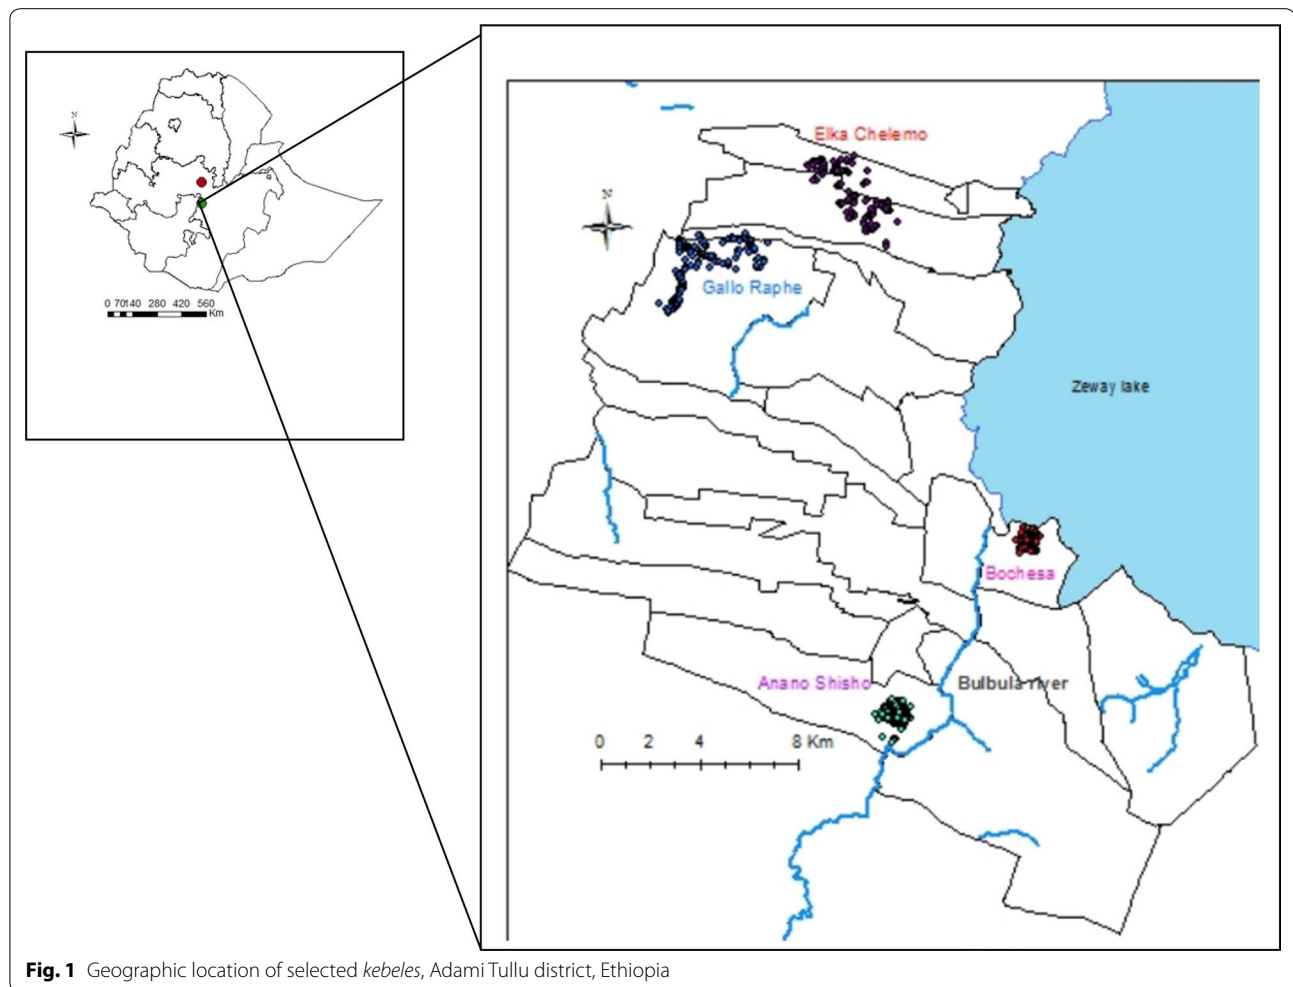 N
0 70140 280 420 560
Km
Elka Chelemo
N
Gallo Raphe
Zeway lake
Bochesa
Anano Shisho
Bulbula river
0 2 4 8 Km
Fig. 1 Geographic location of selected kebeles, Adami Tullu district, Ethiopia